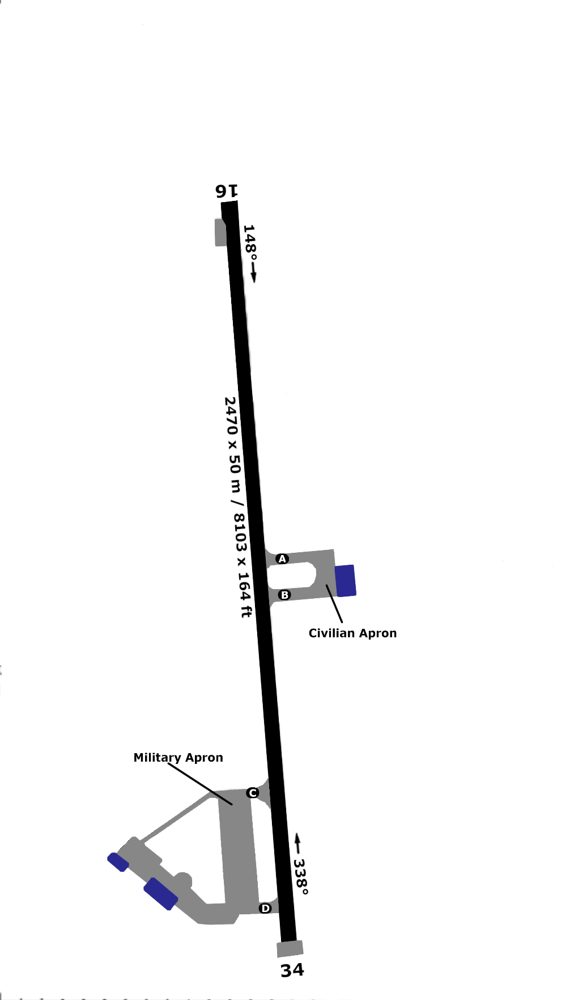 16
148°
2470 x 50 m / 8103 x 164 ft
A
B
Civilian Apron
Military Apron
C
338°
D
34